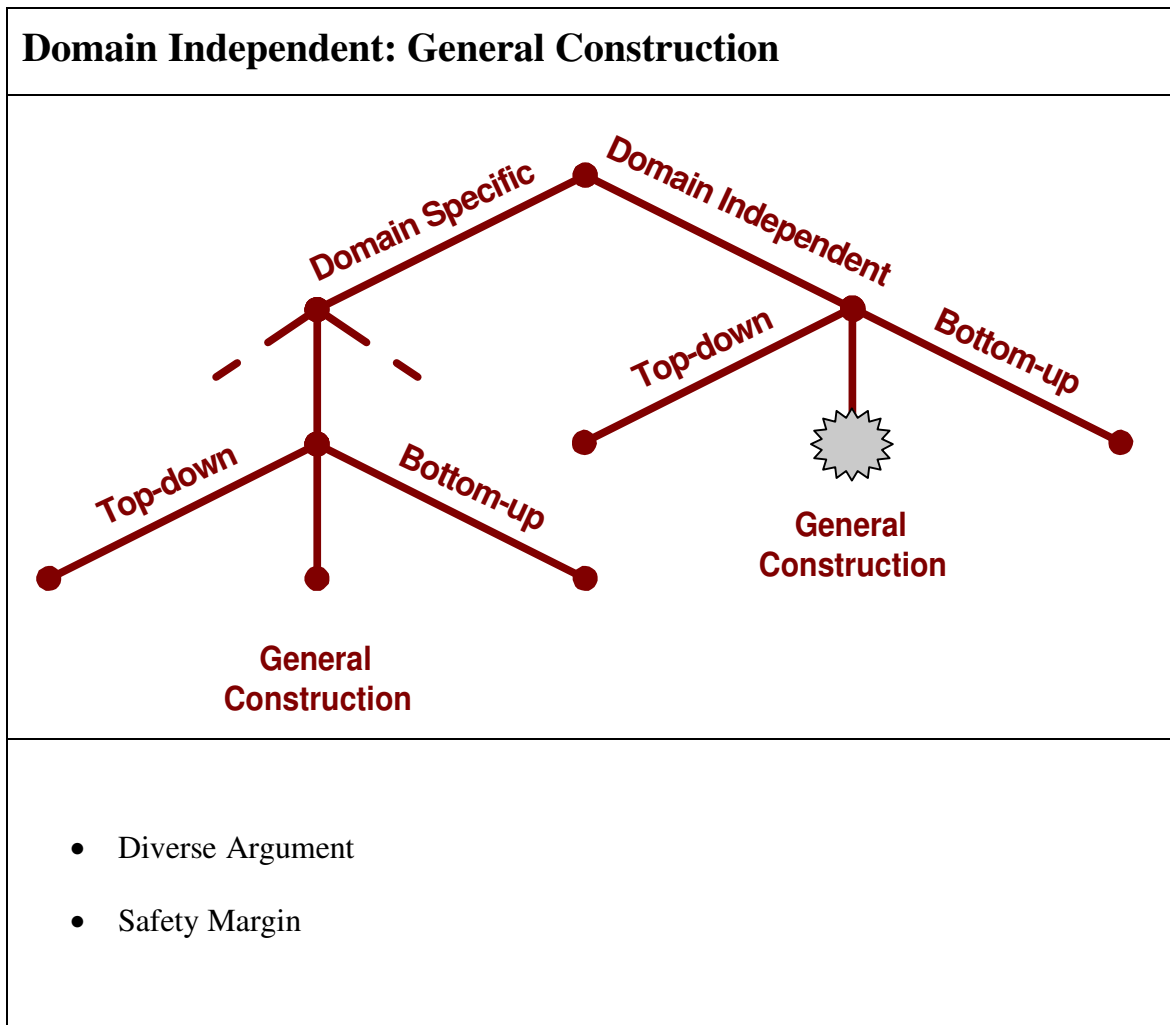 Domain Independent: General Construction
Domain Specific
Domain Independent
Top-down
Bottom-up
Top-down
Bottom-up
General
Construction
General
Construction
• Diverse Argument
• Safety Margin